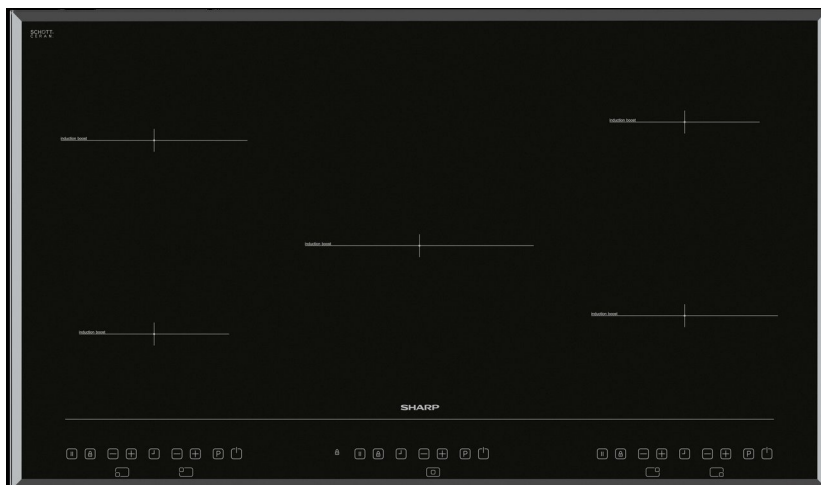 SCHOTT
CERAN
Induction boost
Induction boost
Induction boost
Induction boost
Induction boost
SHARP
P
P
P